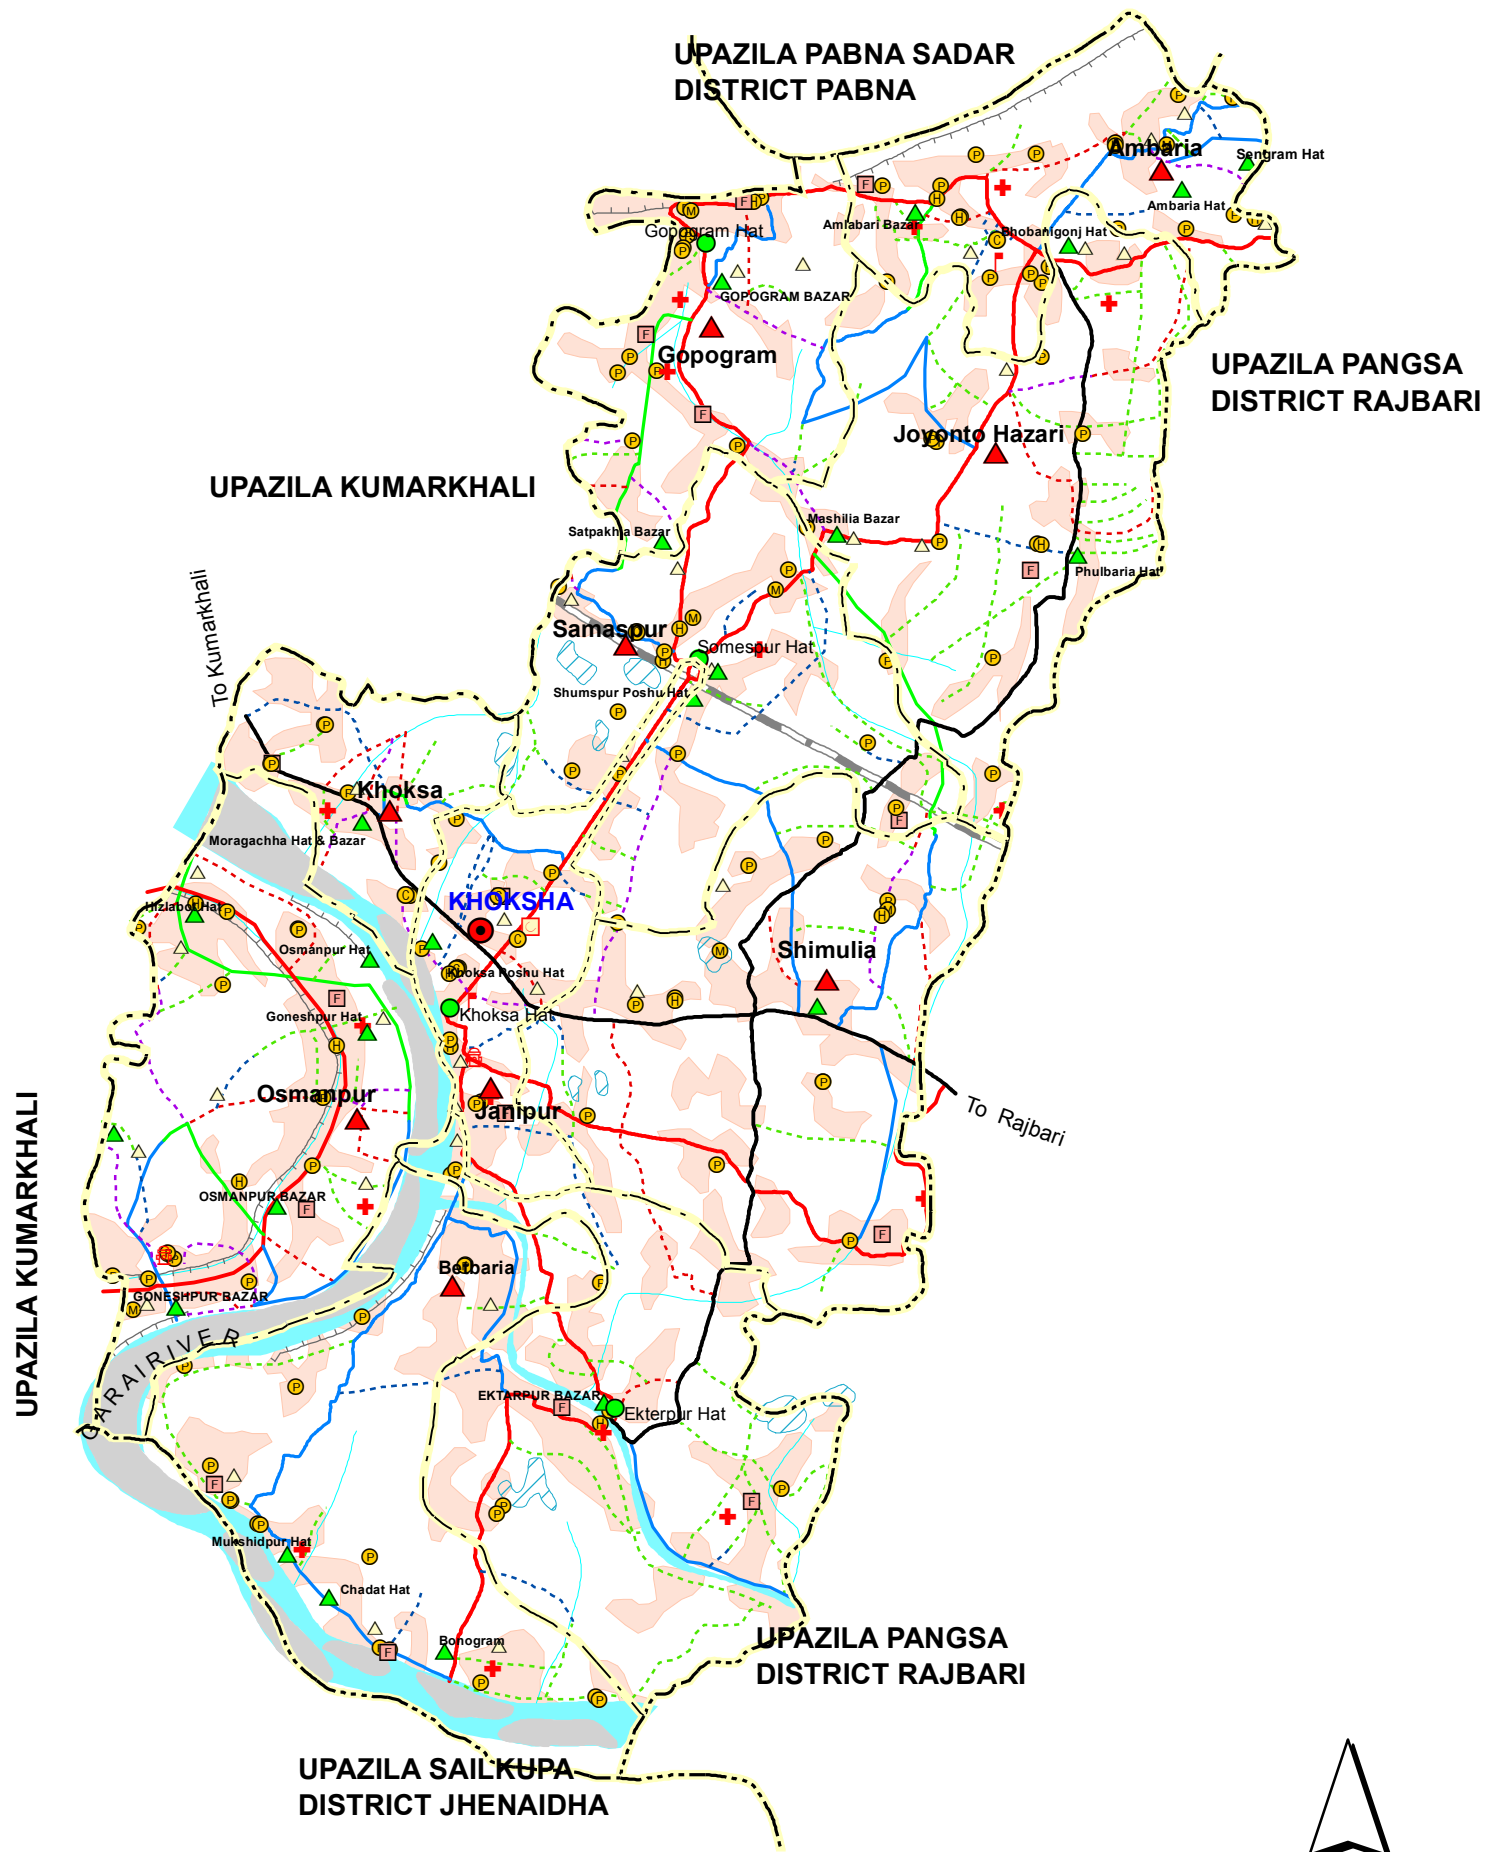 UPAZILA PABNA SADAR
DISTRICT PABNA
Ambaria
Sengram Hat
Ambaria Hat
Gopogram Hat
Amlabari Bazar
Bhobanigonj Hat
GOPOGRAM BAZAR
Gopogram
UPAZILA PANGSA
DISTRICT RAJBARI
Joyonto Hazari
UPAZILA KUMARKHALI
Satpakhia Bazar
Mashilia Bazar
Phulbaria Hat
To Kumarkhali
Samaspur
Somespur Hat
Shumspur Poshu Hat
Khoksa
Moragachha Hat & Bazar
KHOKSHA
Hizlabot Hat
Osmanpur Hat
Shimulia
Khoksa Poshu Hat
Goneshpur Hat
Khoksa Hat
Osmanpur
Janipur
To Rajbari
UPAZILA KUMARKHALI
OSMANPUR BAZAR
Betbaria
GONESHPUR BAZAR
GARAI RIVER
EKTARPUR BAZAR
Ekterpur Hat
Mukshidpur Hat
Chadat Hat
Bonogram
UPAZILA PANGSA
DISTRICT RAJBARI
UPAZILA SAILKUPA
DISTRICT JHENAIDHA